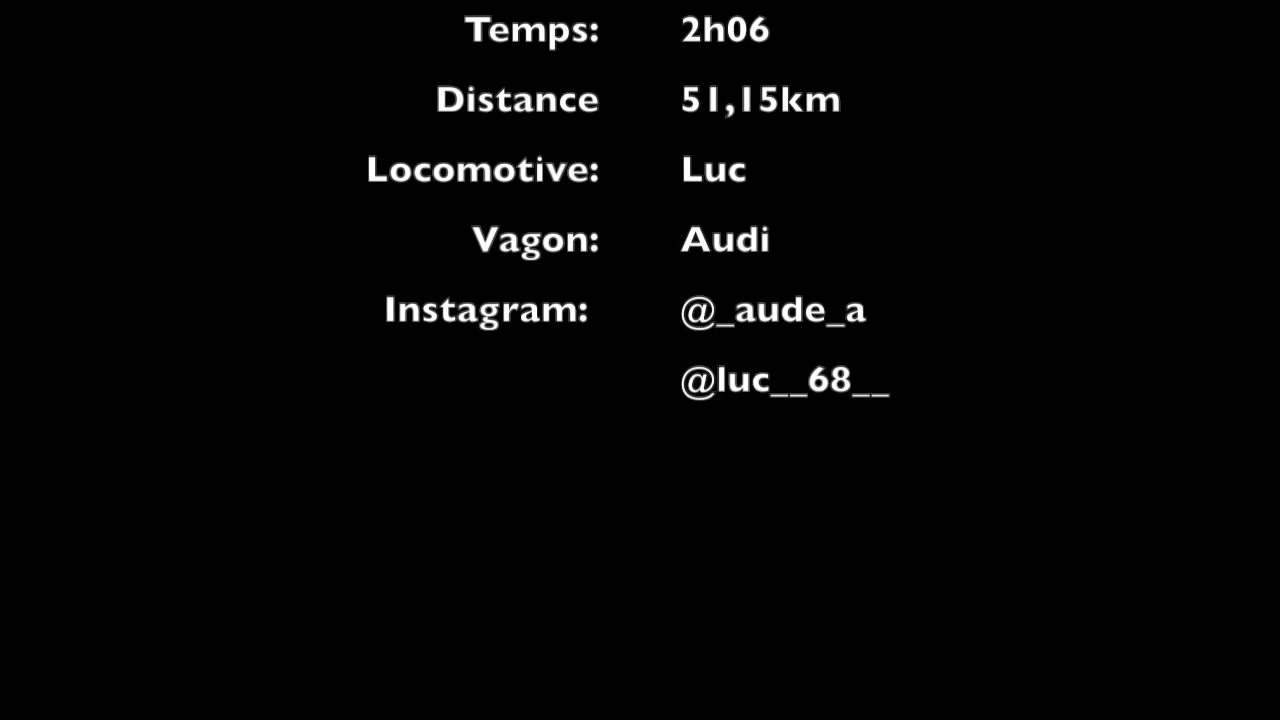 Temps: 2h06
Distance 51,15km
Locomotive: Luc
Vagon: Audi
Instagram: @_aude_a
@luc__68__